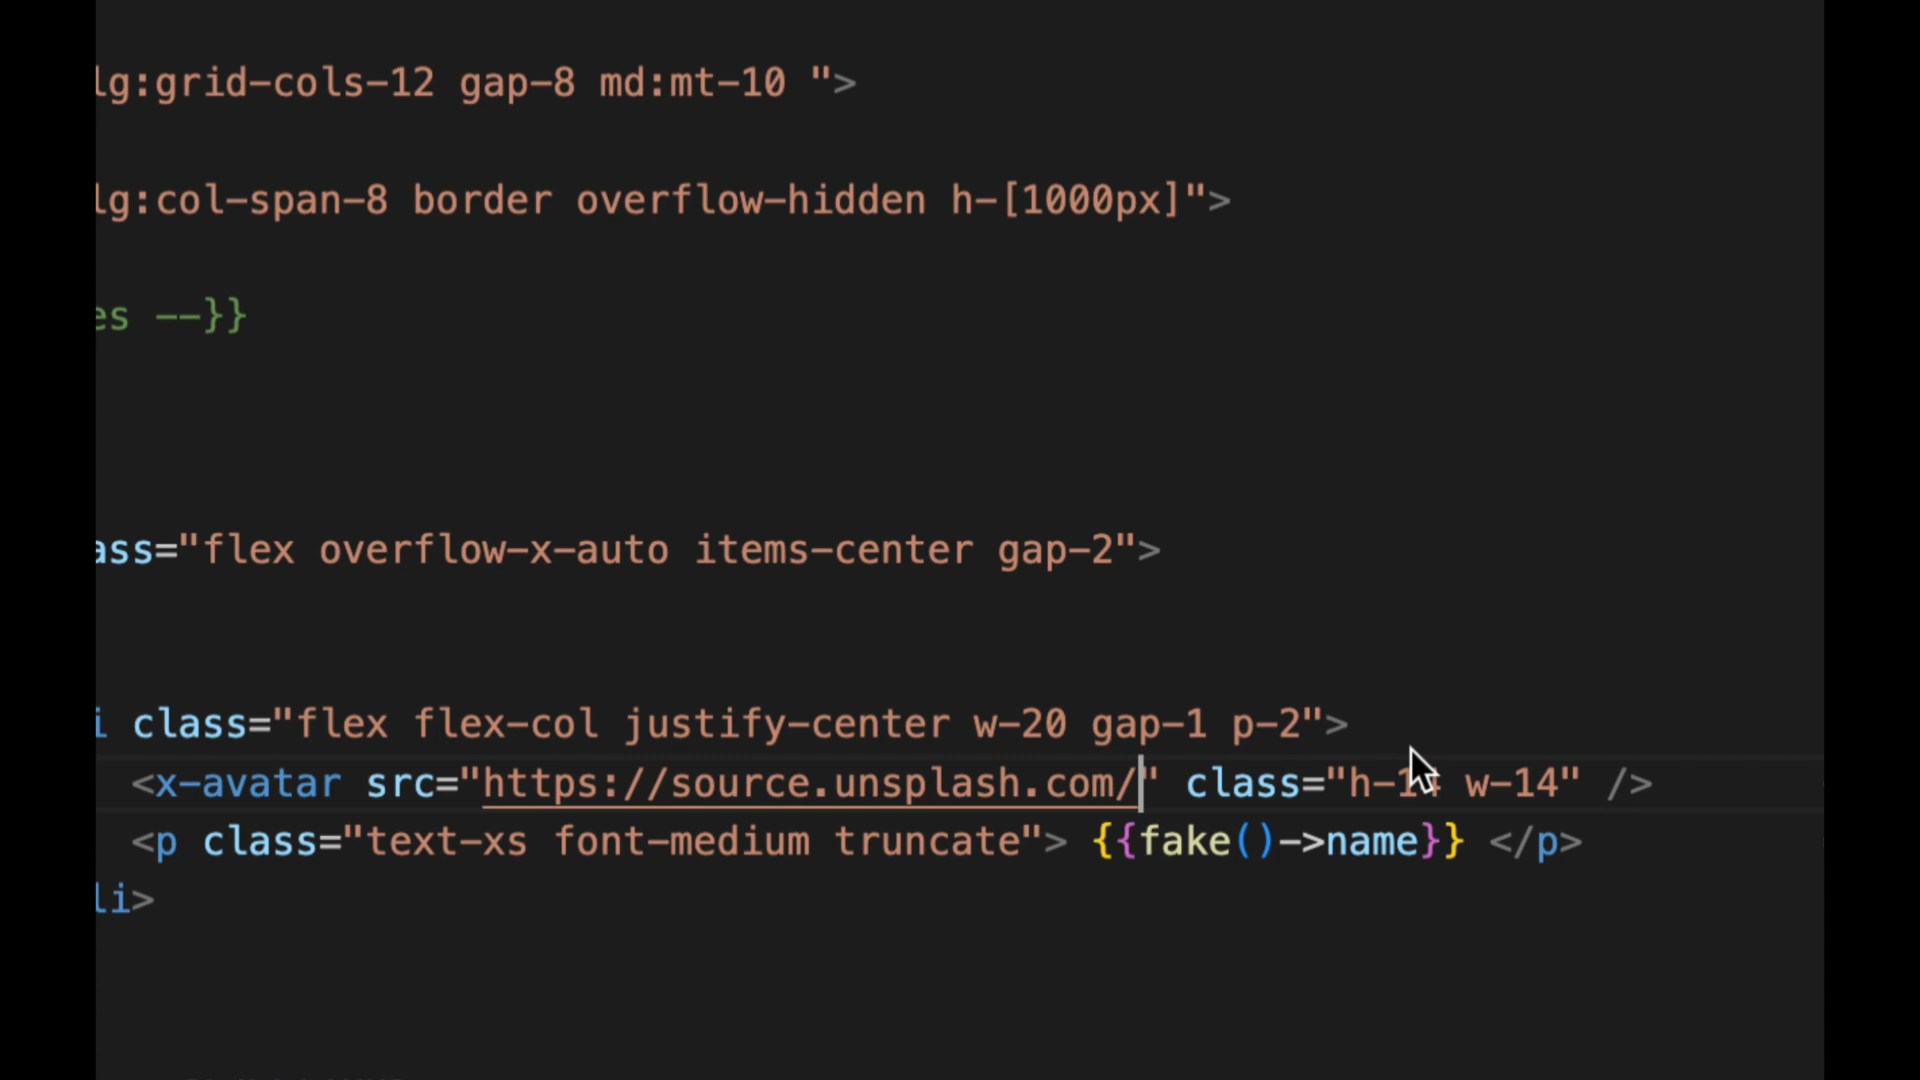 lg:grid-cols-12 gap-8 md:mt-10 ">
lg:col-span-8 border overflow-hidden h-[1000px]">
es --}}
ass="flex overflow-x-auto items-center gap-2">
i class="flex flex-col justify-center w-20 gap-1 p-2">
<x-avatar src="https://source.unsplash.com/" class="h-14 w-14" />
<p class="text-xs font-medium truncate"> {{fake()->name}} </p>
li>